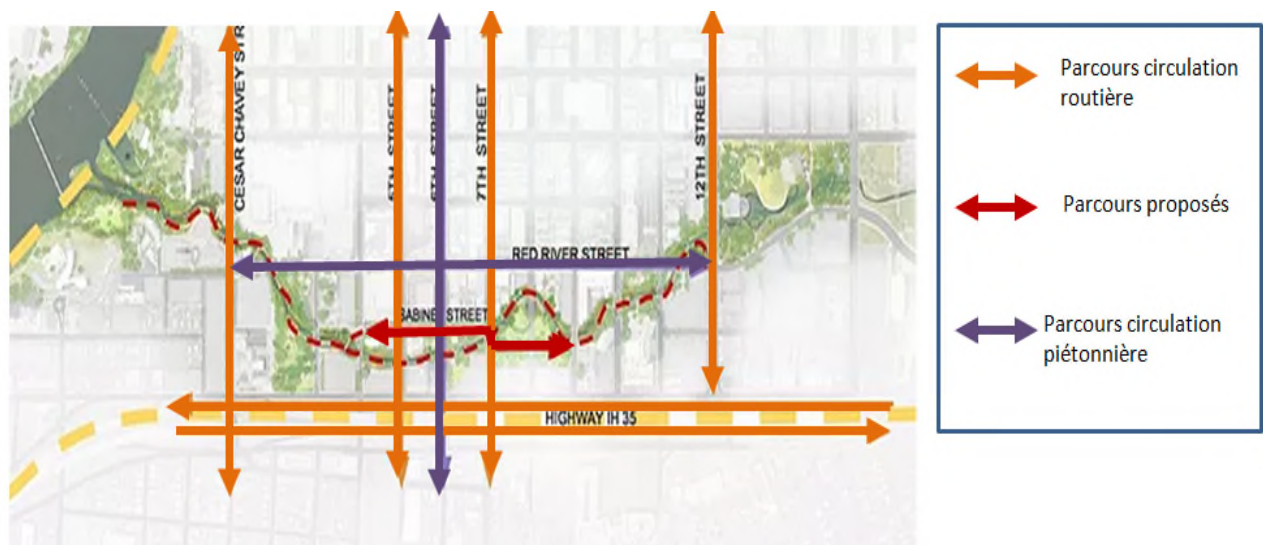 CESAR CHAVEY STR
5TH STREET
6TH STREET
7TH STREET
12TH STREET
RED RIVER STREET
SABINE STREET
HIGHWAY IH 35
Parcours circulation
routière
Parcours proposés
Parcours circulation
piétonnière